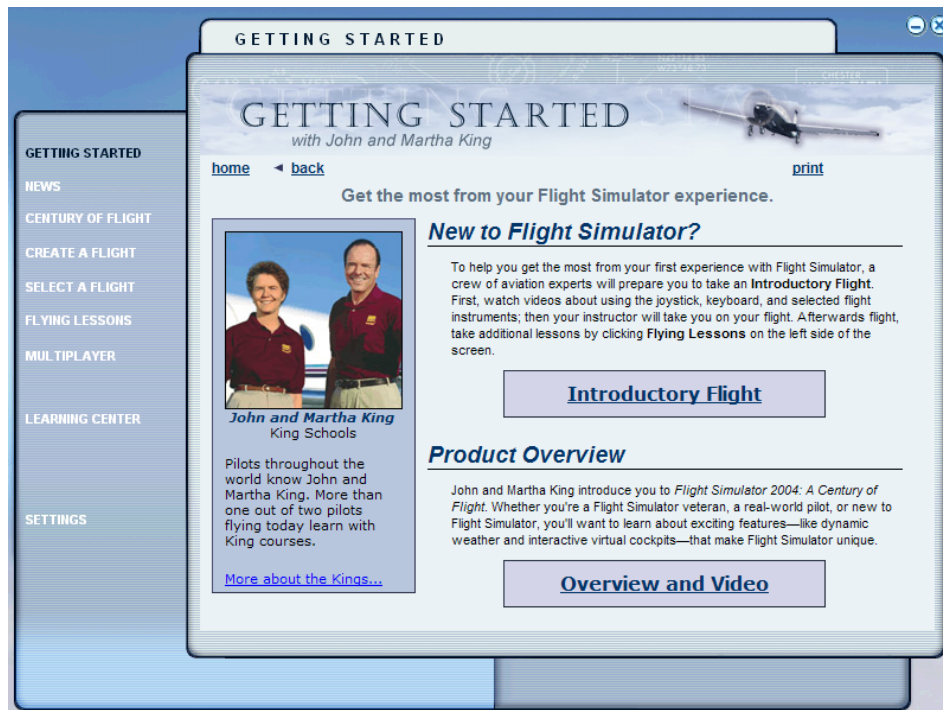 GETTING STARTED
GETTING STARTED
with John and Martha King
home
back
print
GETTING STARTED
NEWS
CENTURY OF FLIGHT
CREATE A FLIGHT
SELECT A FLIGHT
FLYING LESSONS
MULTIPLAYER
LEARNING CENTER
SETTINGS
Get the most from your Flight Simulator experience.
John and Martha King
King Schools
Pilots throughout the
world know John and
Martha King. More than
one out of two pilots
flying today learn with
King courses.
More about the Kings...
New to Flight Simulator?
To help you get the most from your first experience with Flight Simulator, a
crew of aviation experts will prepare you to take an Introductory Flight.
First, watch videos about using the joystick, keyboard, and selected flight
instruments; then your instructor will take you on your flight. Afterwards flight,
take additional lessons by clicking Flying Lessons on the left side of the
screen.
Introductory Flight
Product Overview
John and Martha King introduce you to Flight Simulator 2004: A Century of
Flight. Whether you're a Flight Simulator veteran, a real-world pilot, or new to
Flight Simulator, you'll want to learn about exciting features—like dynamic
weather and interactive virtual cockpits—that make Flight Simulator unique.
Overview and Video